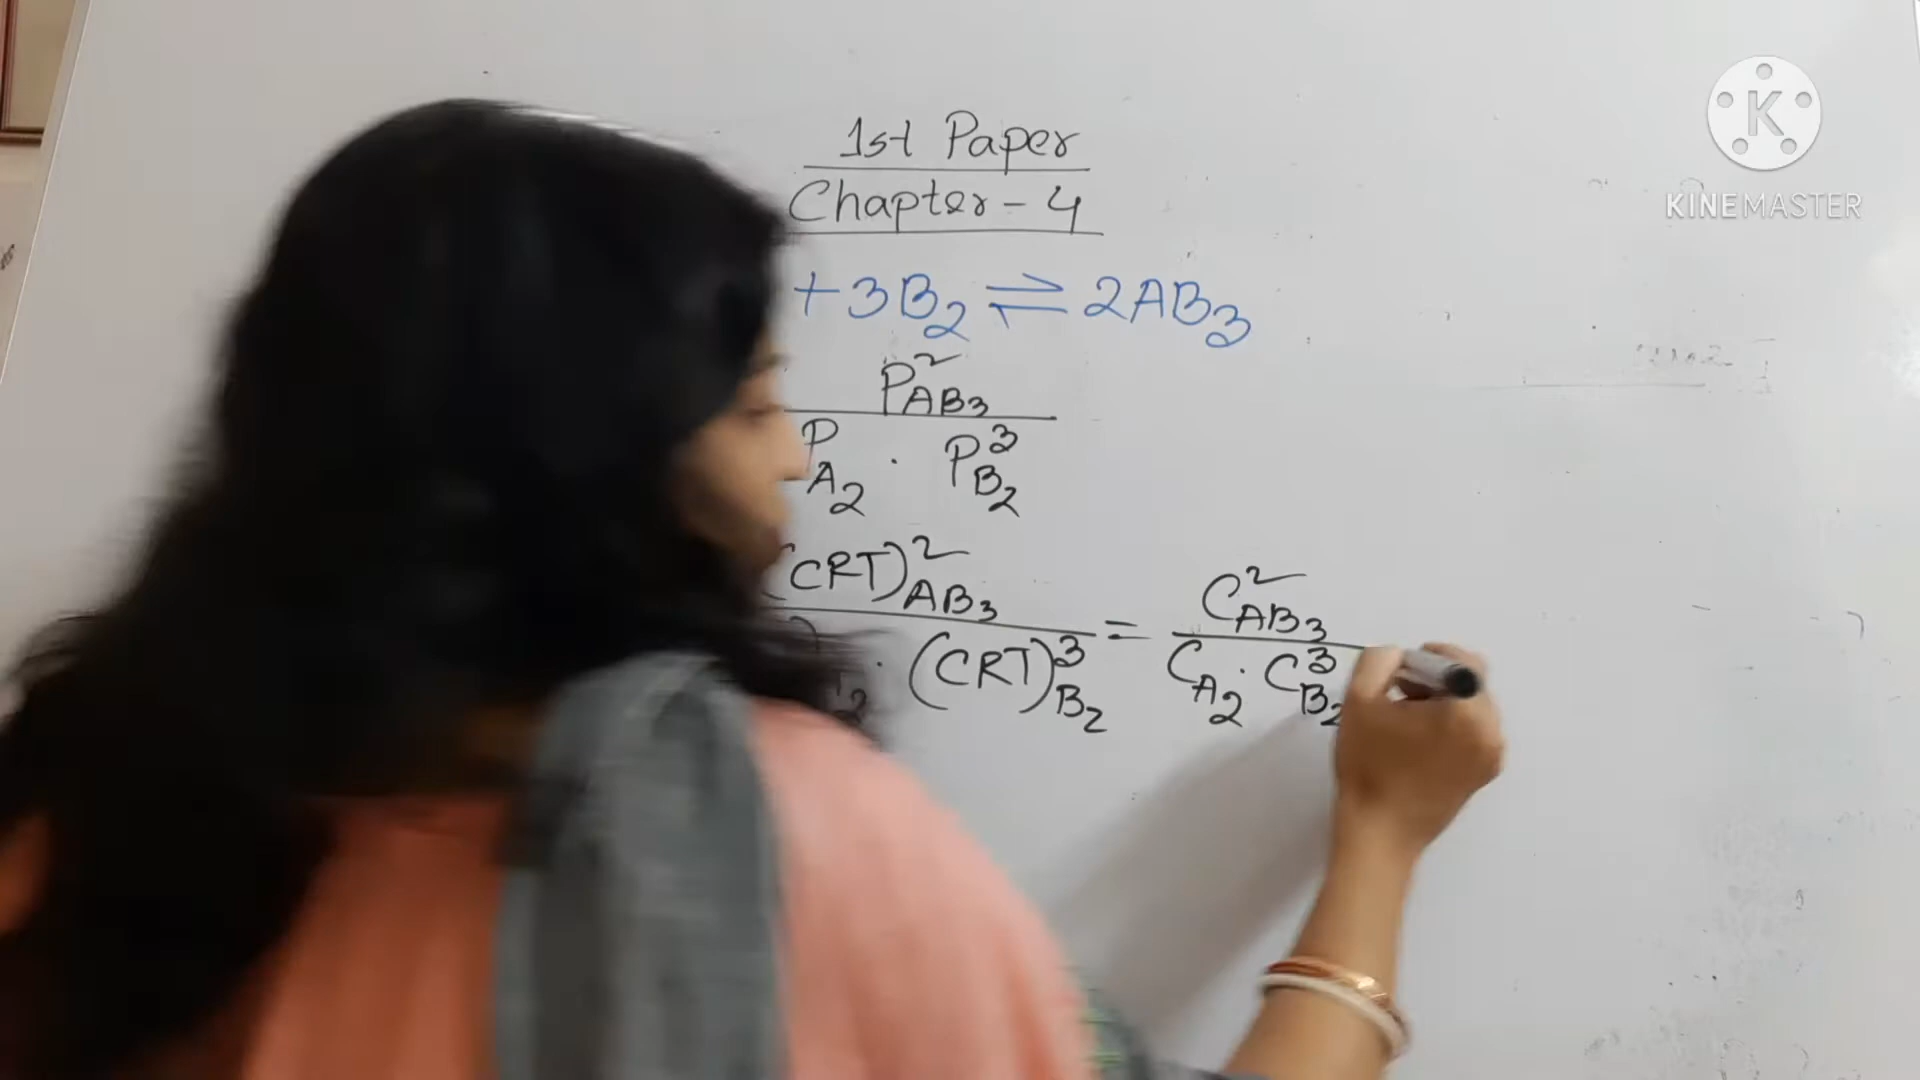 1st Paper
Chapter - 4
KINEMASTER
+ 3B₂ ⇌ 2AB₃
P²AB₃
PA₂ · P³B₂
(CRT)²AB₃
· (CRT)³B₂ = C²AB₃
CA₂ · C³B₂